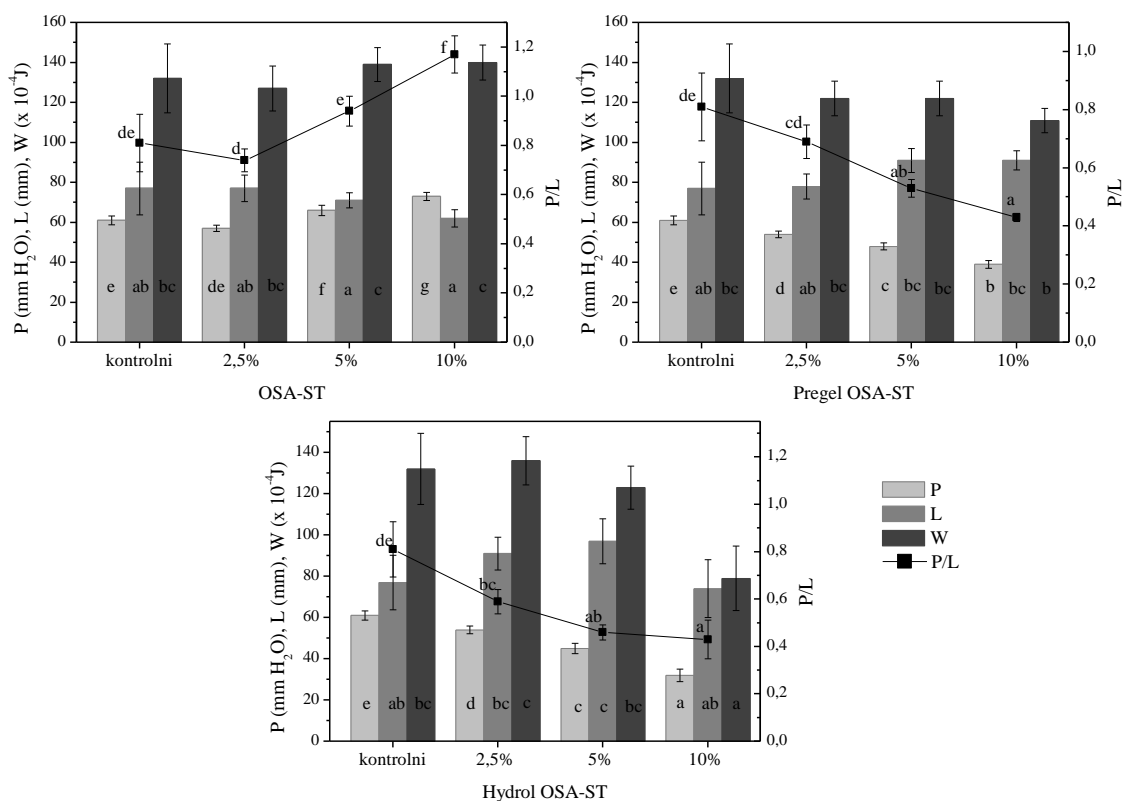 160
140
120
100
80
60
40
20
0
P (mm H₂O), L (mm), W (x 10⁻⁴J)
de
d
e
f
e ab bc
de ab bc
f a c
g a c
1,2
1,0
0,8
0,6
0,4
0,2
0,0
P/L
kontrolni 2,5% 5% 10%
OSA-ST
160
140
120
100
80
60
40
20
0
P (mm H₂O), L (mm), W (x 10⁻⁴J)
de
cd
ab
a
e ab bc
d ab bc
c bc bc
b bc b
1,0
0,8
0,6
0,4
0,2
0,0
P/L
kontrolni 2,5% 5% 10%
Pregel OSA-ST
140
120
100
80
60
40
20
0
P (mm H₂O), L (mm), W (x 10⁻⁴J)
de
bc
ab
a
e ab bc
d bc c
c c bc
a ab a
1,2
1,0
0,8
0,6
0,4
0,2
0,0
P/L
kontrolni 2,5% 5% 10%
Hydrol OSA-ST
P
L
W
P/L